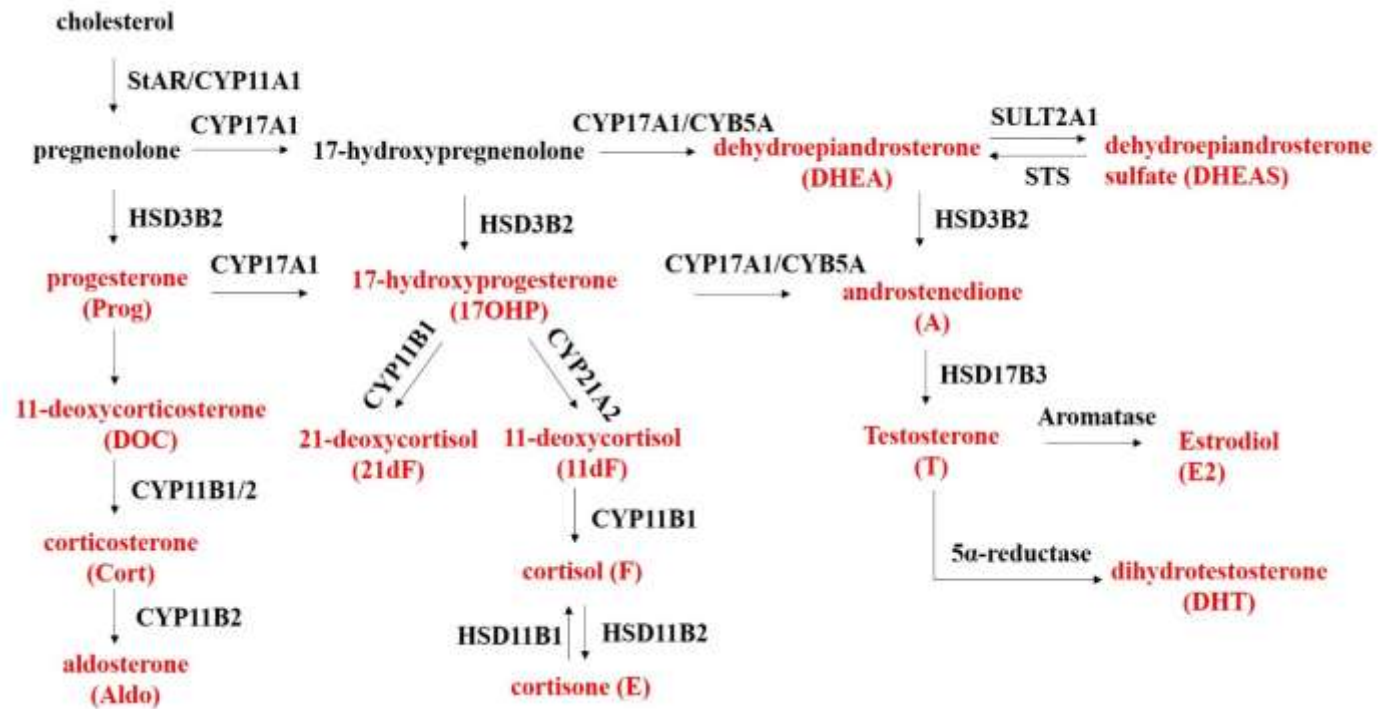 cholesterol
StAR/CYP11A1
CYP17A1
CYP17A1/CYB5A
SULT2A1
pregnenolone
17-hydroxypregnenolone
dehydroepiandrosterone
(DHEA)
STS
dehydroepiandrosterone
sulfate (DHEAS)
HSD3B2
HSD3B2
HSD3B2
progesterone
(Prog)
CYP17A1
17-hydroxyprogesterone
(17OHP)
CYP17A1/CYB5A
androstenedione
(A)
CYP11B1
CYP21A2
HSD17B3
11-deoxycorticosterone
(DOC)
21-deoxycortisol
(21dF)
11-deoxycortisol
(11dF)
Testosterone
(T)
Aromatase
Estrodiol
(E2)
CYP11B1/2
CYP11B1
corticosterone
(Cort)
cortisol (F)
5α-reductase
dihydrotestosterone
(DHT)
CYP11B2
HSD11B1
HSD11B2
aldosterone
(Aldo)
cortisone (E)